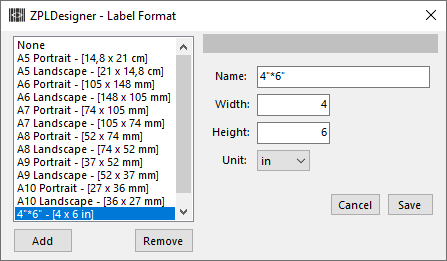 ZPLDesigner - Label Format
None
A5 Portrait - [14,8 x 21 cm]
A5 Landscape - [21 x 14,8 cm]
A6 Portrait - [105 x 148 mm]
A6 Landscape - [148 x 105 mm]
A7 Portrait - [74 x 105 mm]
A7 Landscape - [105 x 74 mm]
A8 Portrait - [52 x 74 mm]
A8 Landscape - [74 x 52 mm]
A9 Portrait - [37 x 52 mm]
A9 Landscape - [52 x 37 mm]
A10 Portrait - [27 x 36 mm]
A10 Landscape - [36 x 27 mm]
4"*6" - [4 x 6 in]
Add
Remove
Name: 4"*6"
Width: 4
Height: 6
Unit: in
Cancel
Save